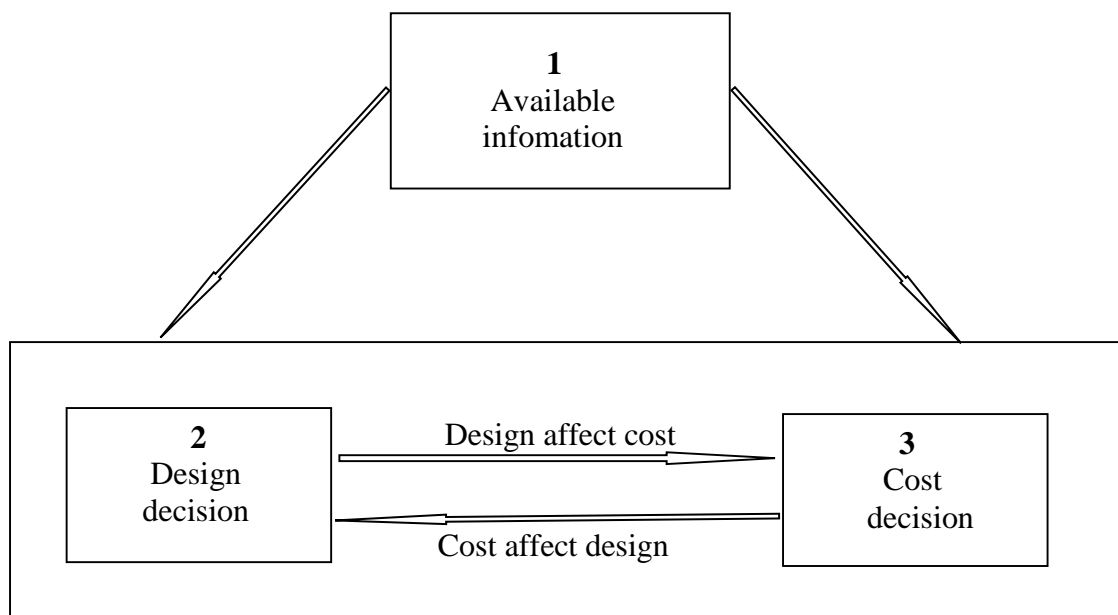 1
Available
infomation
2
Design
decision
Design affect cost
Cost affect design
3
Cost
decision